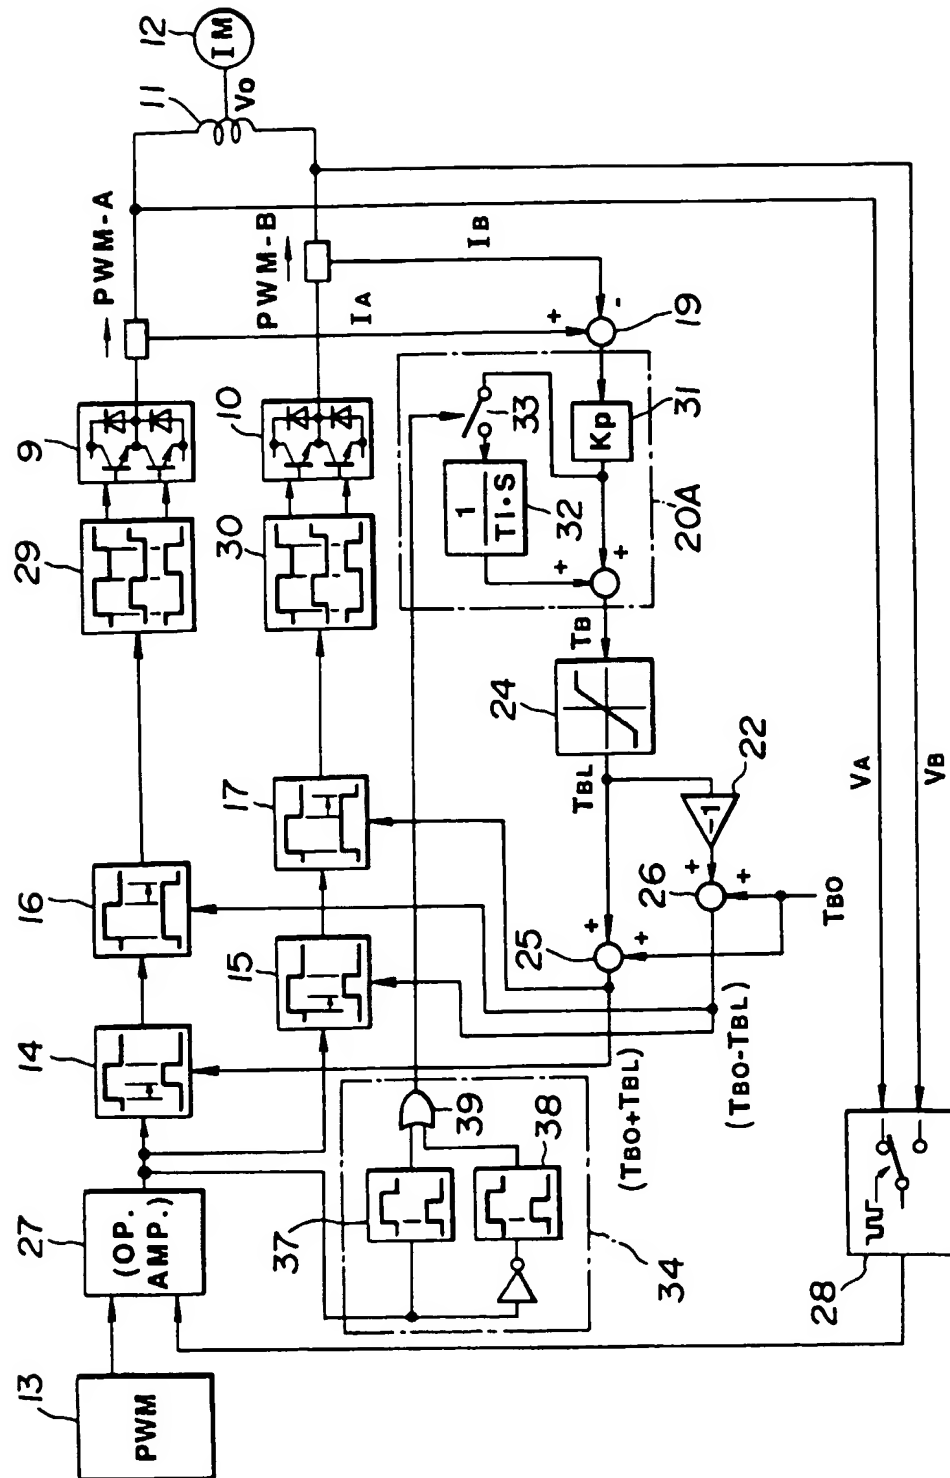 13
PWM
27
(OP.
AMP.)
14
16
29
9
PWM-A
11
Vo
12
IM
15
17
30
10
PWM-B
IA
IB
37
39
38
34
33
1
TI·S
32
Kp
31
20A
+
-
19
+
+
TB
24
TBL
-1
22
+
+
25
+
+
26
TBO
(TBO+TBL)
(TBO-TBL)
VA
VB
28